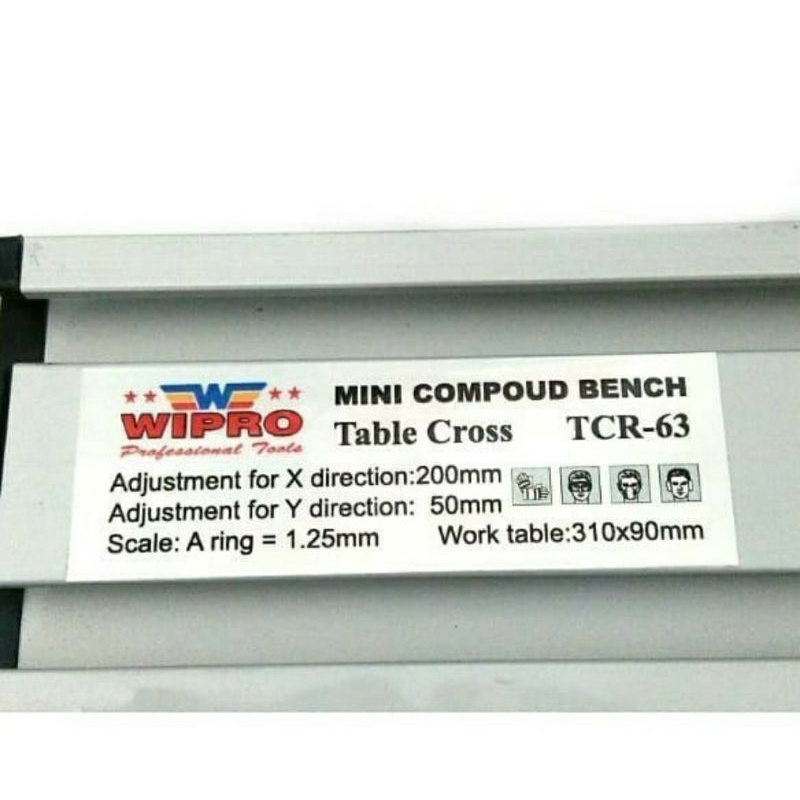 WIPRO
Professional Tools
MINI COMPOUD BENCH
Table Cross TCR-63
Adjustment for X direction:200mm
Adjustment for Y direction: 50mm
Scale: A ring = 1.25mm Work table:310x90mm